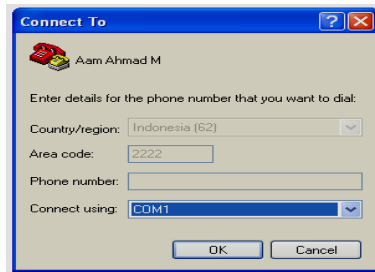 Connect To
Aam Ahmad M
Enter details for the phone number that you want to dial:
Country/region: Indonesia (62)
Area code: 2222
Phone number:
Connect using: COM1
OK Cancel